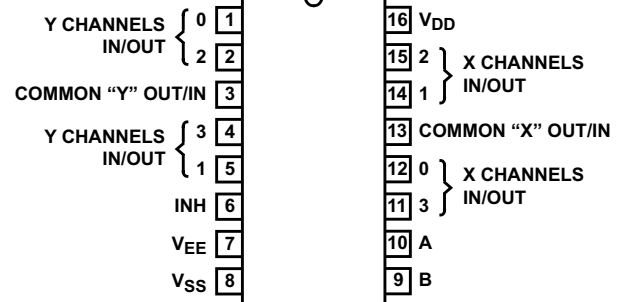 Y CHANNELS IN/OUT
0 1
2 2
COMMON “Y” OUT/IN 3
Y CHANNELS IN/OUT
3 4
1 5
INH 6
VEE 7
VSS 8
16 VDD
15 2
14 1
X CHANNELS IN/OUT
13 COMMON “X” OUT/IN
12 0
11 3
X CHANNELS IN/OUT
10 A
9 B